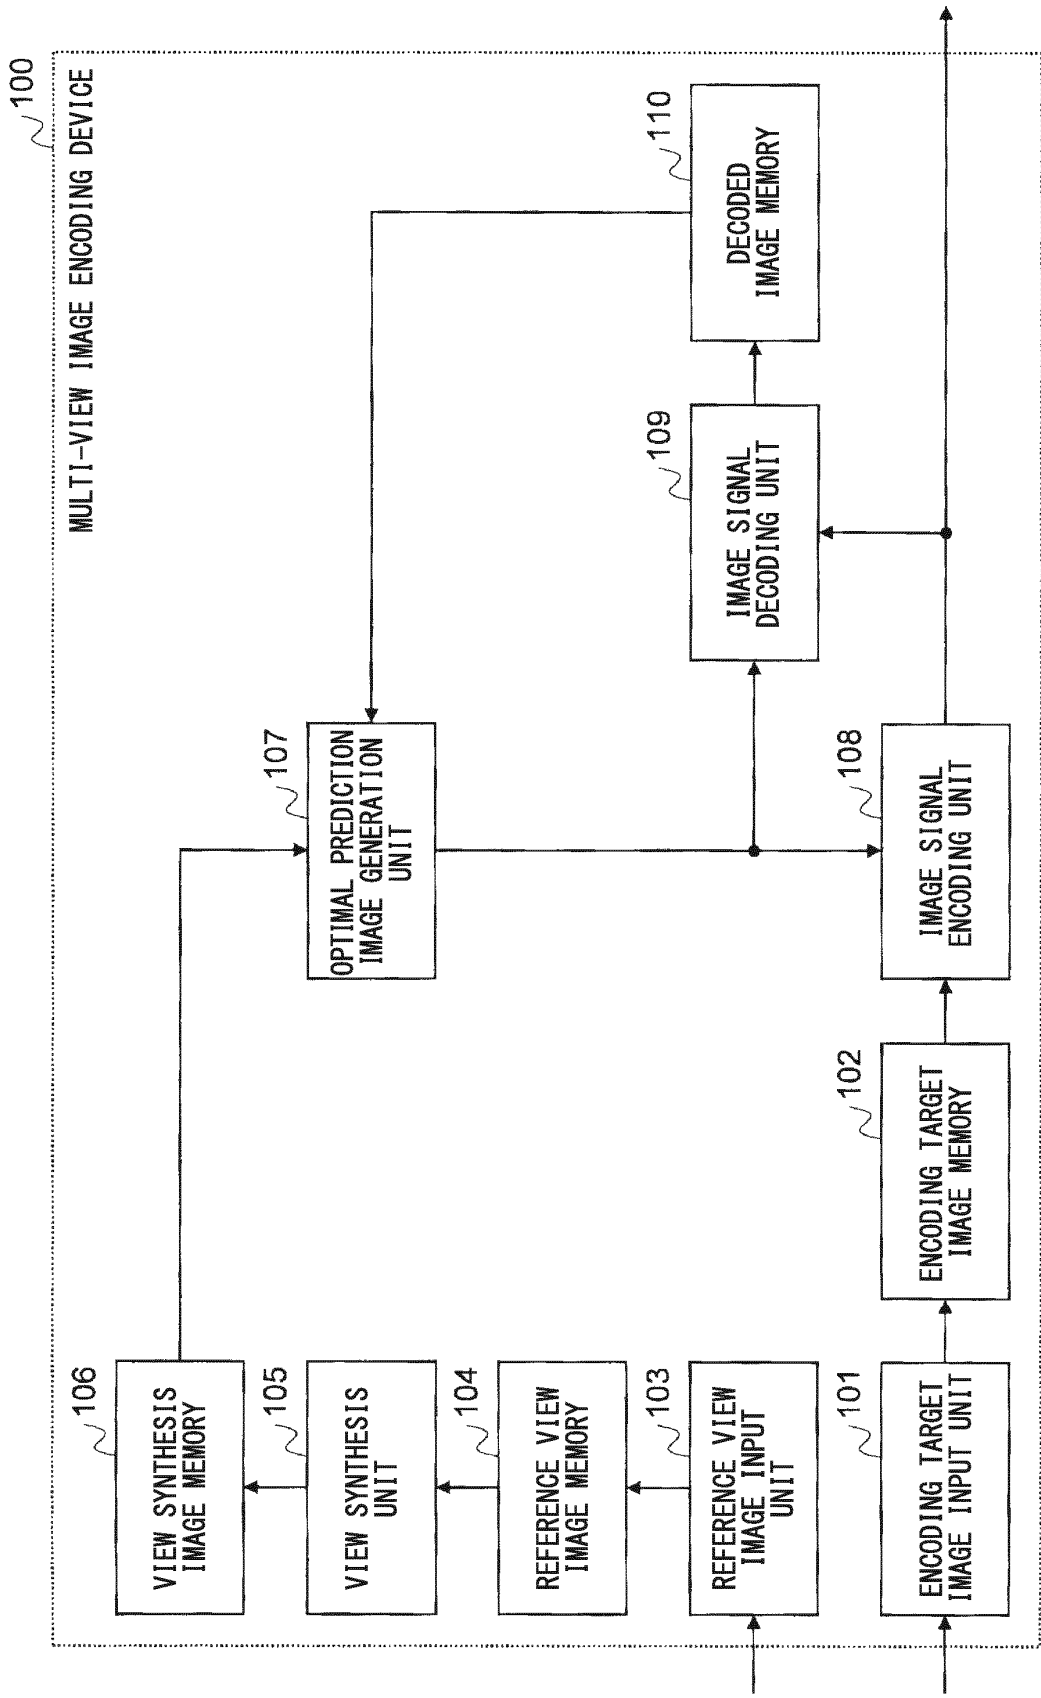 100
MULTI-VIEW IMAGE ENCODING DEVICE
106
VIEW SYNTHESIS
IMAGE MEMORY
105
VIEW SYNTHESIS
UNIT
104
REFERENCE VIEW
IMAGE MEMORY
103
REFERENCE VIEW
IMAGE INPUT
UNIT
101
ENCODING TARGET
IMAGE INPUT UNIT
102
ENCODING TARGET
IMAGE MEMORY
107
OPTIMAL PREDICTION
IMAGE GENERATION
UNIT
108
IMAGE SIGNAL
ENCODING UNIT
109
IMAGE SIGNAL
DECODING UNIT
110
DECODED
IMAGE MEMORY